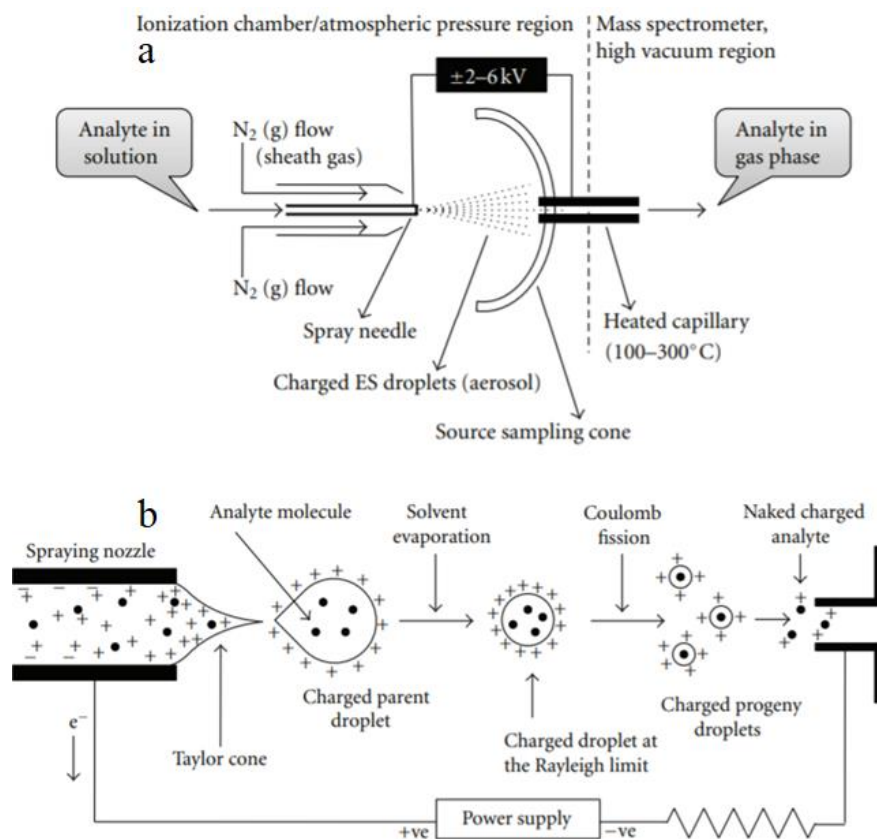 Ionization chamber/atmospheric pressure region
Mass spectrometer,
high vacuum region
a
±2–6 kV
Analyte in
solution
N2 (g) flow
(sheath gas)
Analyte in
gas phase
N2 (g) flow
Spray needle
Heated capillary
(100–300°C)
Charged ES droplets (aerosol)
Source sampling cone
b
Analyte molecule
Solvent
evaporation
Coulomb
fission
Naked charged
analyte
Spraying nozzle
Charged parent
droplet
Charged progeny
droplets
e−
Taylor cone
Charged droplet at
the Rayleigh limit
+ve
Power supply
−ve